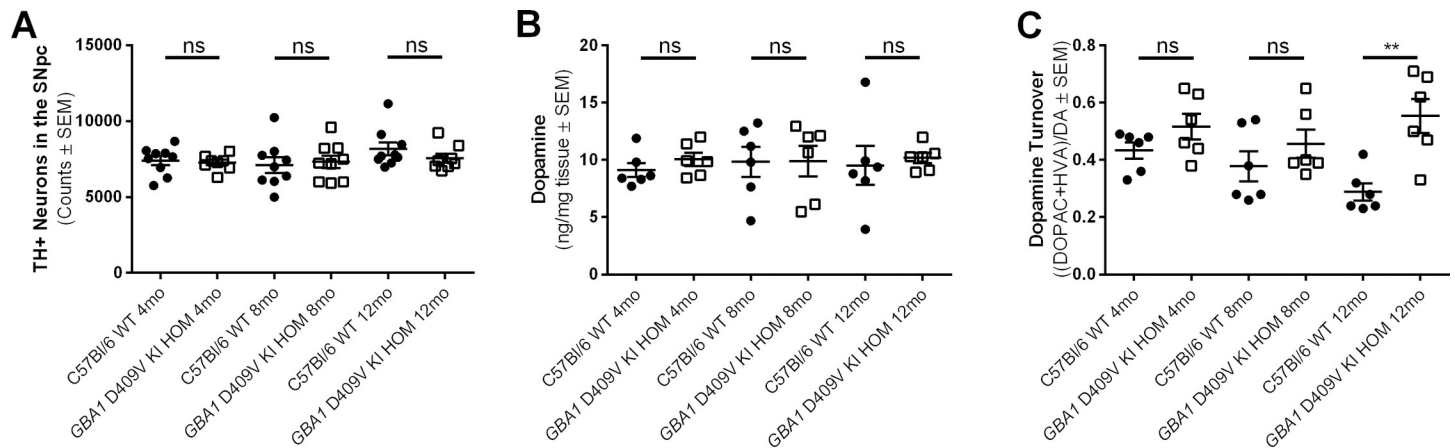 A
TH+ Neurons in the SNpc
(Counts ± SEM)
15000
10000
5000
0
ns
ns
ns
C57Bl/6 WT 4mo
GBA1 D409V KI HOM 4mo
C57Bl/6 WT 8mo
GBA1 D409V KI HOM 8mo
C57Bl/6 WT 12mo
GBA1 D409V KI HOM 12mo
B
Dopamine
(ng/mg tissue ± SEM)
20
15
10
5
0
ns
ns
ns
C57Bl/6 WT 4mo
GBA1 D409V KI HOM 4mo
C57Bl/6 WT 8mo
GBA1 D409V KI HOM 8mo
C57Bl/6 WT 12mo
GBA1 D409V KI HOM 12mo
C
Dopamine Turnover
((DOPAC+HVA)/DA ± SEM)
0.8
0.6
0.4
0.2
0.0
ns
ns
**
C57Bl/6 WT 4mo
GBA1 D409V KI HOM 4mo
C57Bl/6 WT 8mo
GBA1 D409V KI HOM 8mo
C57Bl/6 WT 12mo
GBA1 D409V KI HOM 12mo